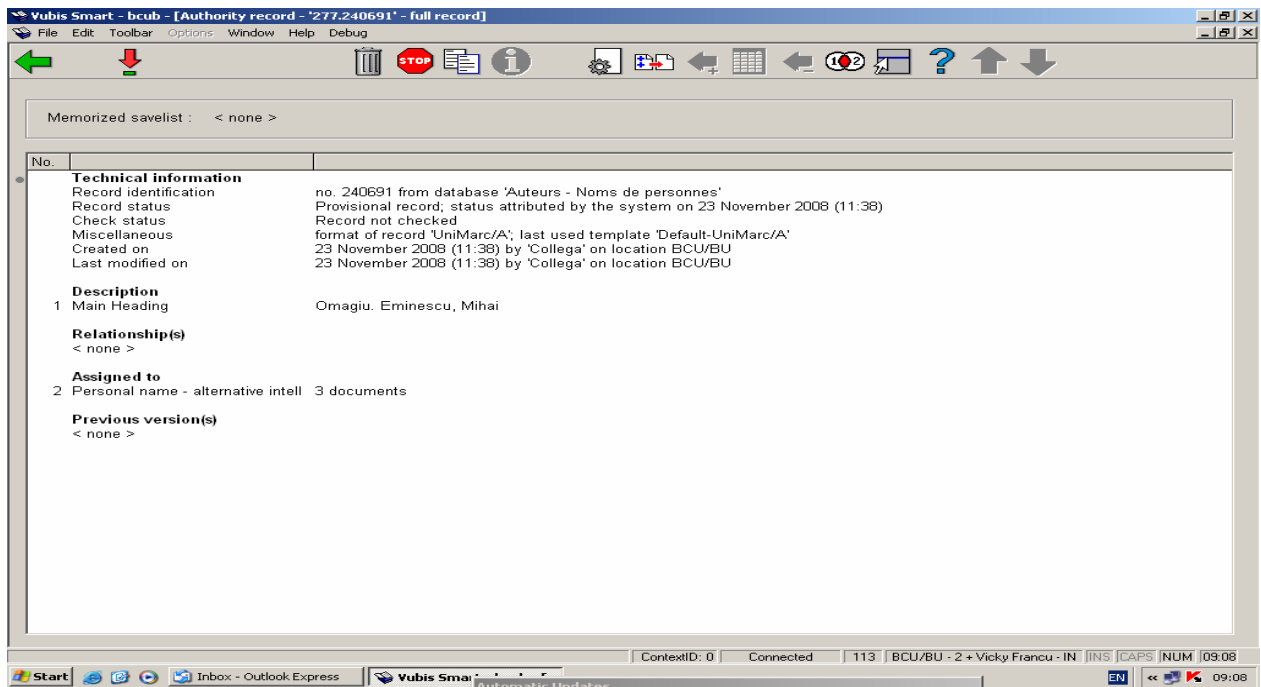 Vubis Smart - bcub - [Authority record - '277.240691' - full record]
File Edit Toolbar Options Window Help Debug
STOP
1 2
?
Memorized savelist : < none >
No.
Technical information
Record identification no. 240691 from database 'Auteurs - Noms de personnes'
Record status Provisional record; status attributed by the system on 23 November 2008 (11:38)
Check status Record not checked
Miscellaneous format of record 'UniMarc/A'; last used template 'Default-UniMarc/A'
Created on 23 November 2008 (11:38) by 'Collega' on location BCU/BU
Last modified on 23 November 2008 (11:38) by 'Collega' on location BCU/BU
Description
1 Main Heading Omagiu. Eminescu, Mihai
Relationship(s)
< none >
Assigned to
2 Personal name - alternative intell 3 documents
Previous version(s)
< none >
ContextID: 0 Connected 113 BCU/BU - 2 + Vicky Francu - IN INS CAPS NUM 09:08
Start Inbox - Outlook Express Vubis Smar EN « 09:08
Automatic Updates